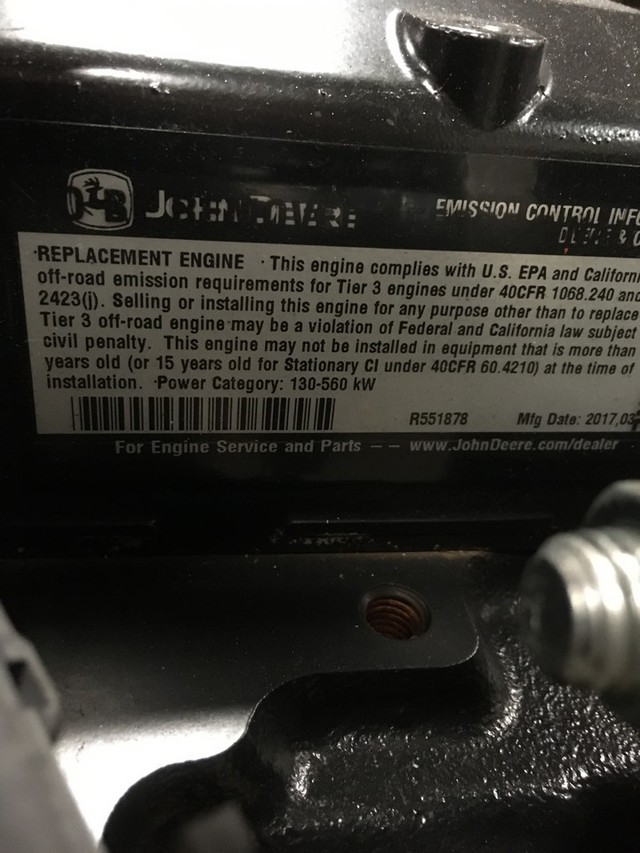 JOHN DEERE
EMISSION CONTROL
·REPLACEMENT ENGINE ·This engine complies with U.S. EPA and Californi
off-road emission requirements for Tier 3 engines under 40CFR 1068.240 and
2423(j). Selling or installing this engine for any purpose other than to replace
Tier 3 off-road engine may be a violation of Federal and California law subject
civil penalty. This engine may not be installed in equipment that is more than
years old (or 15 years old for Stationary CI under 40CFR 60.4210) at the time of
installation. ·Power Category: 130-560 kW
R551878 Mfg Date: 2017,03
For Engine Service and Parts -- www.JohnDeere.com/dealer